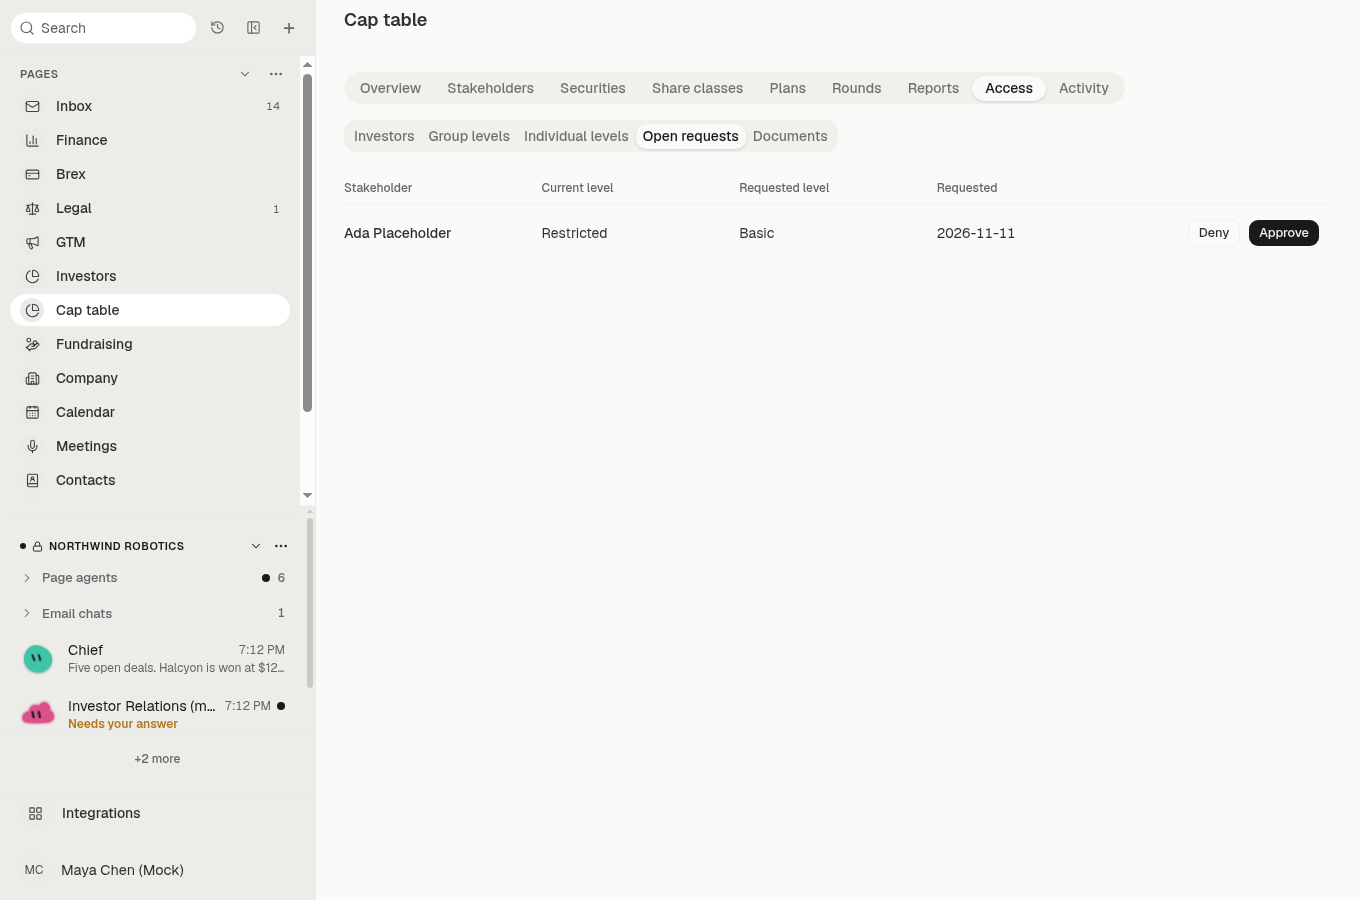 Search
PAGES
Inbox 14
Finance
Brex
Legal 1
GTM
Investors
Cap table
Fundraising
Company
Calendar
Meetings
Contacts
NORTHWIND ROBOTICS
Page agents 6
Email chats 1
Chief 7:12 PM
Five open deals. Halcyon is won at $12...
Investor Relations (m... 7:12 PM
Needs your answer
+2 more
Integrations
MC Maya Chen (Mock)
Cap table
Overview Stakeholders Securities Share classes Plans Rounds Reports Access Activity
Investors Group levels Individual levels Open requests Documents
Stakeholder Current level Requested level Requested
Ada Placeholder Restricted Basic 2026-11-11 Deny Approve